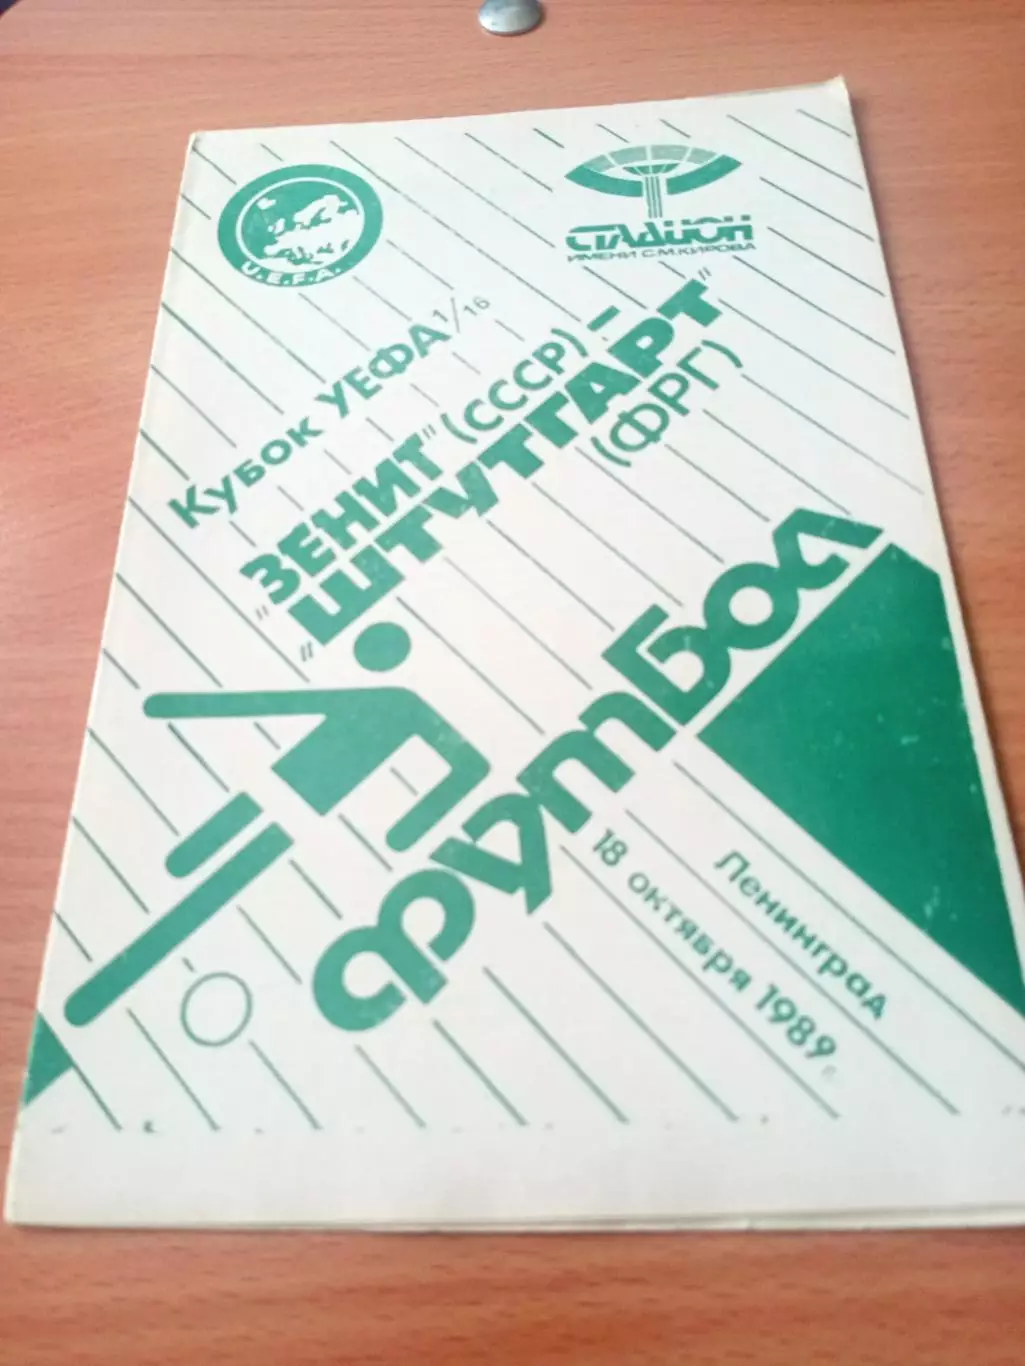 U.E.F.A.
СТАДИОН
ИМЕНИ С.М.КИРОВА
Кубок УЕФА 1/16
"ЗЕНИТ" (СССР) –
"ШТУТГАРТ"
(ФРГ)
футбол
Ленинград
18 октября 1989 г.